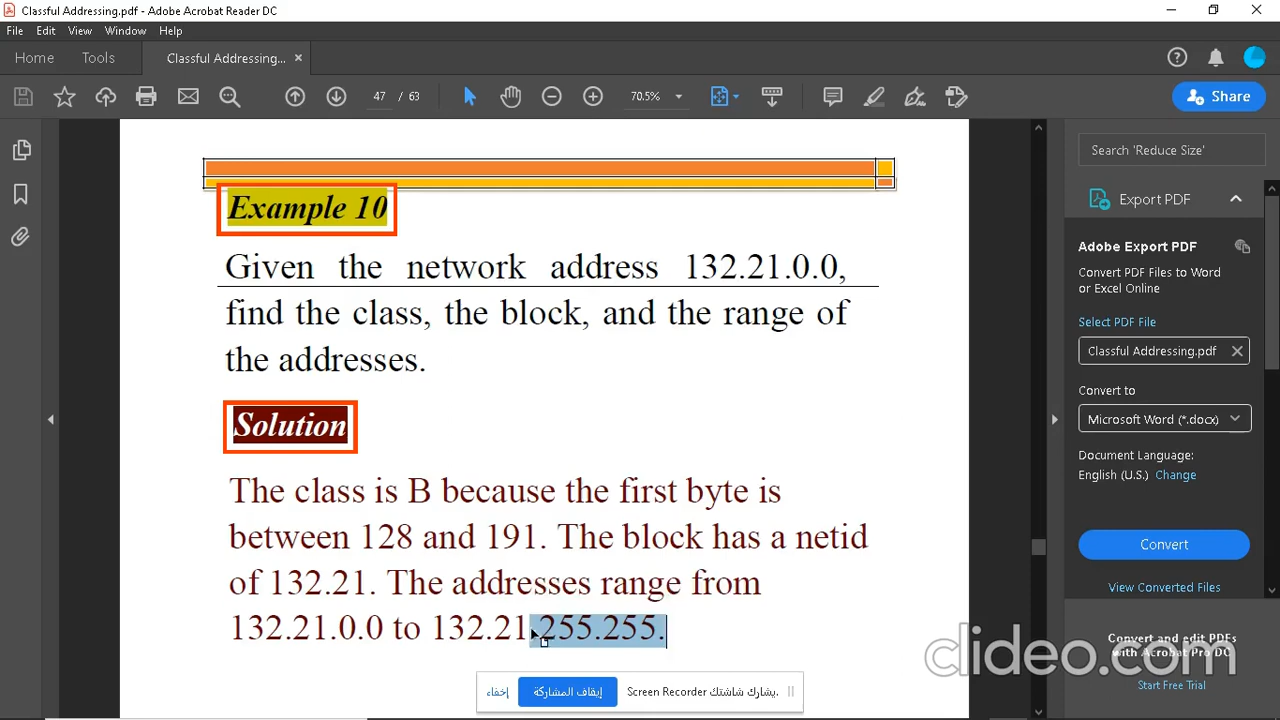 Classful Addressing.pdf - Adobe Acrobat Reader DC
File Edit View Window Help
Home Tools Classful Addressing... ×
47 / 63 70.5% Share
Search 'Reduce Size'
Export PDF
Adobe Export PDF
Convert PDF Files to Word
or Excel Online
Select PDF File
Classful Addressing.pdf
Convert to
Microsoft Word (*.docx)
Document Language:
English (U.S.) Change
Convert
View Converted Files
Convert and edit PDFs
with Acrobat Pro DC
Start Free Trial
Example 10
Given the network address 132.21.0.0,
find the class, the block, and the range of
the addresses.
Solution
The class is B because the first byte is
between 128 and 191. The block has a netid
of 132.21. The addresses range from
132.21.0.0 to 132.21.255.255.
clideo.com
يشارك شاشتك Screen Recorder. إيقاف المشاركة إخفاء